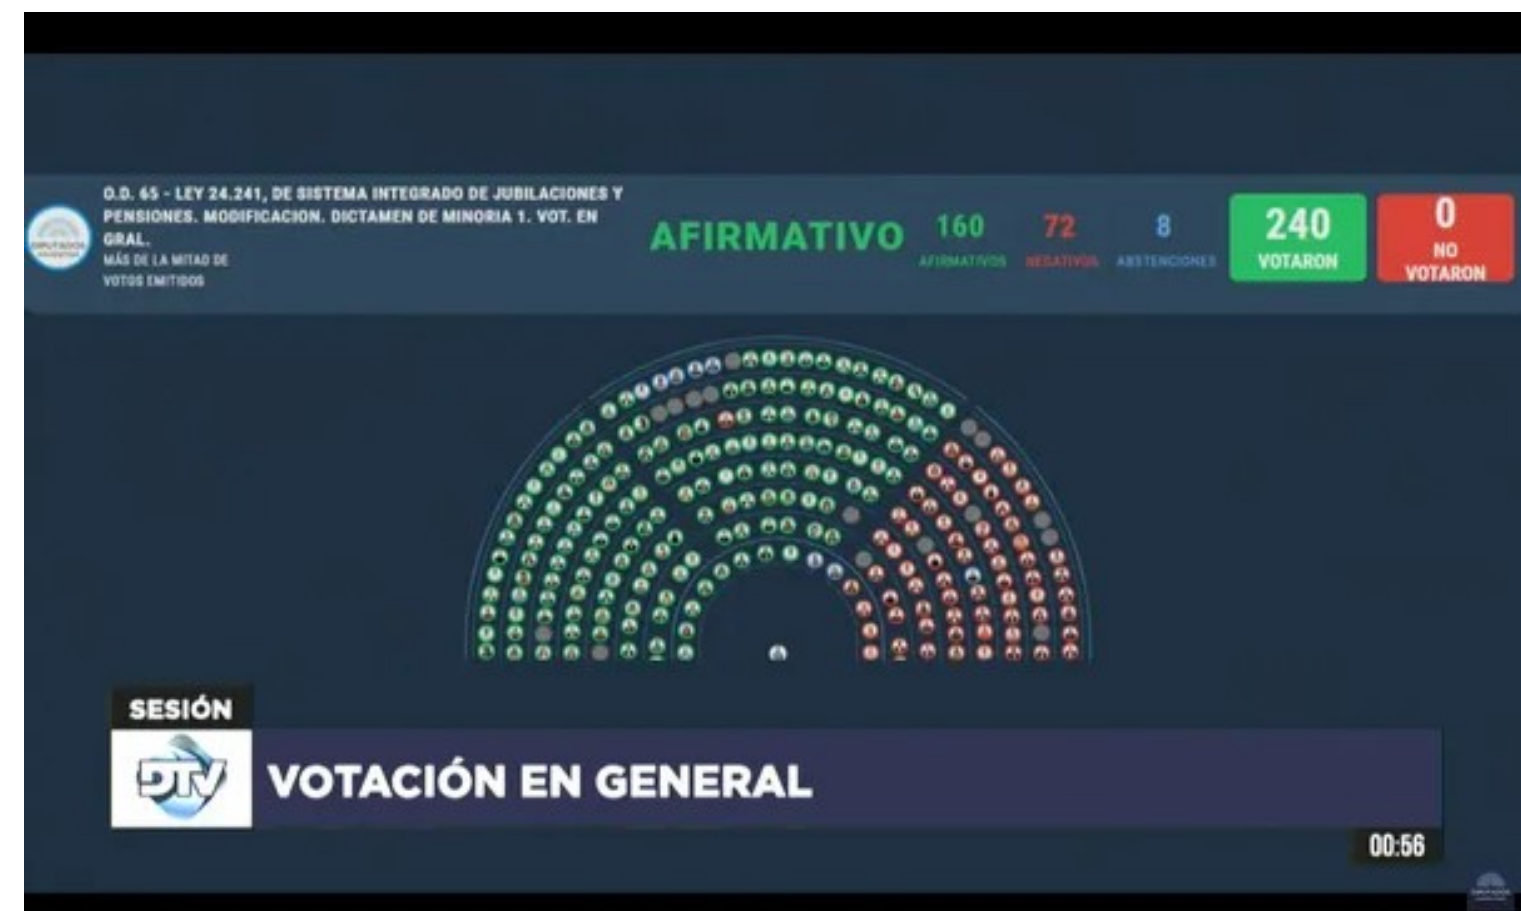 O.D. 65 - LEY 24.241, DE SISTEMA INTEGRADO DE JUBILACIONES Y
PENSIONES. MODIFICACION. DICTAMEN DE MINORIA 1. VOT. EN
GRAL.
MÁS DE LA MITAD DE
VOTOS EMITIDOS
DIPUTADOS
AFIRMATIVO
160
AFIRMATIVOS
72
NEGATIVOS
8
ABSTENCIONES
240
VOTARON
0
NO
VOTARON
SESIÓN
DTV
VOTACIÓN EN GENERAL
00:56